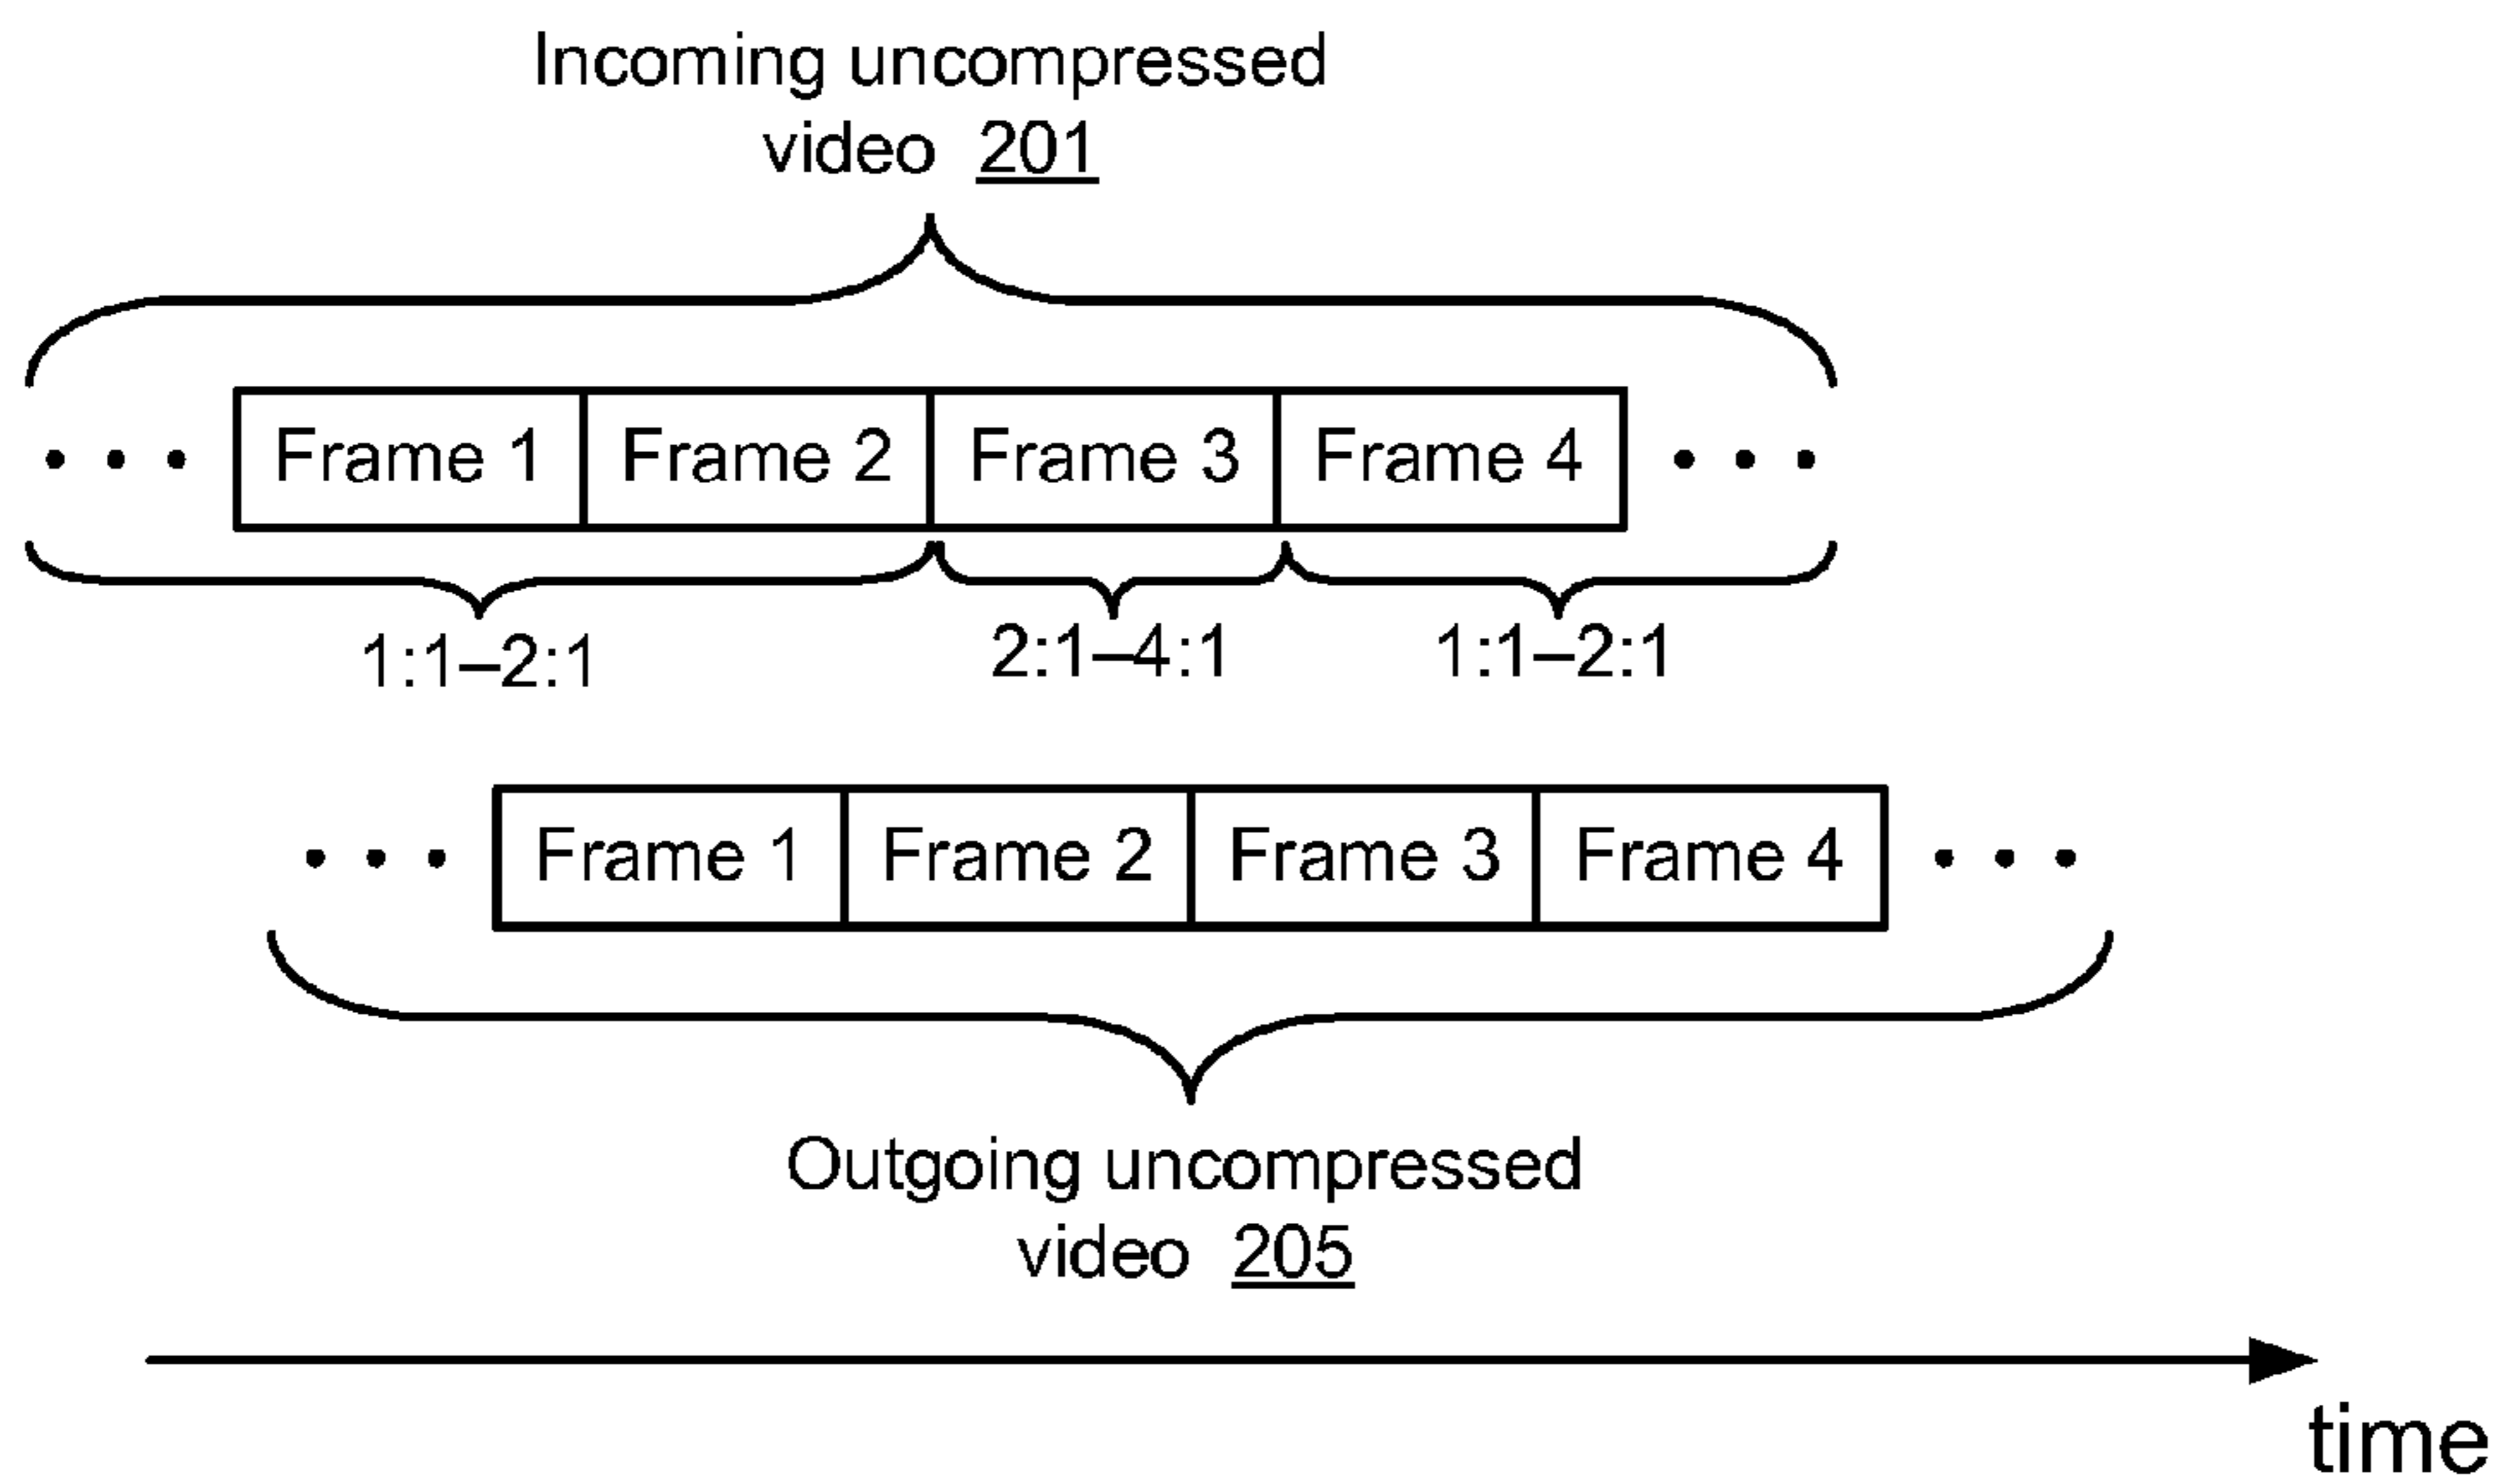 Incoming uncompressed
video 201
• • • Frame 1 Frame 2 Frame 3 Frame 4 • • •
1:1–2:1 2:1–4:1 1:1–2:1
• • • Frame 1 Frame 2 Frame 3 Frame 4 • • •
Outgoing uncompressed
video 205
time